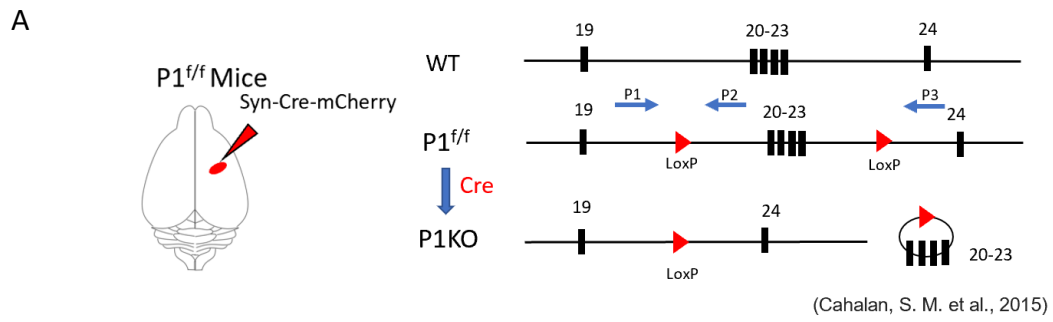 A
P1f/f Mice
Syn-Cre-mCherry
WT
19
20-23
24
P1
P2
P3
P1f/f
19
20-23
24
LoxP
LoxP
Cre
P1KO
19
24
LoxP
20-23
(Cahalan, S. M. et al., 2015)